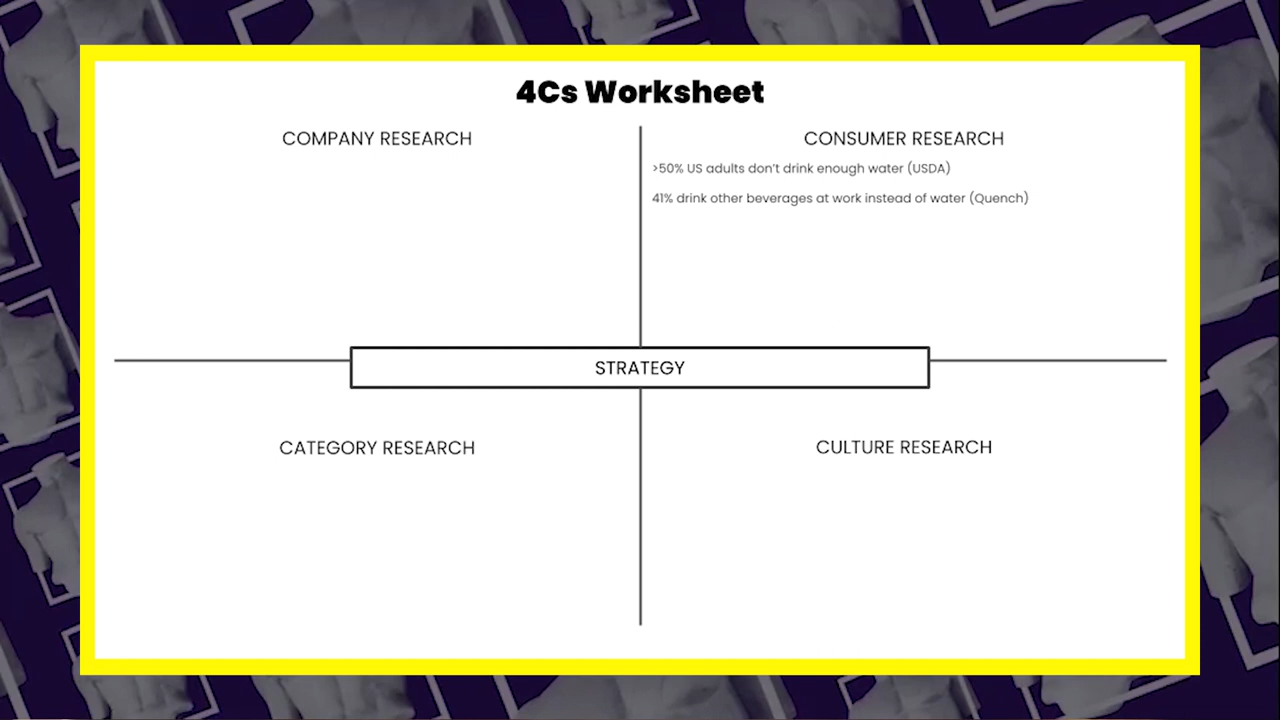 4Cs Worksheet
COMPANY RESEARCH
CONSUMER RESEARCH
>50% US adults don't drink enough water (USDA)
41% drink other beverages at work instead of water (Quench)
STRATEGY
CATEGORY RESEARCH
CULTURE RESEARCH